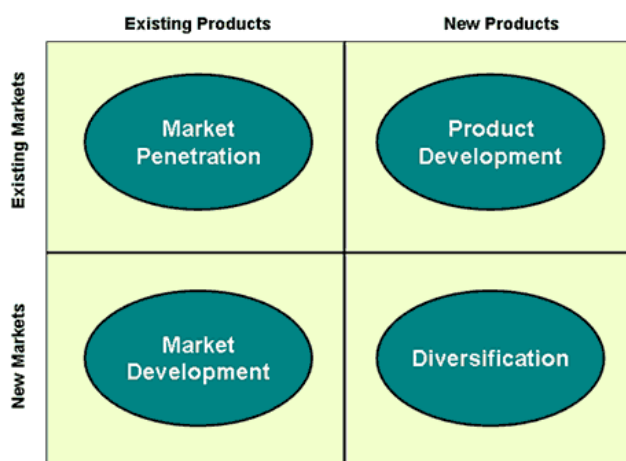 Existing Products
New Products
Existing Markets
Market
Penetration
Product
Development
New Markets
Market
Development
Diversification